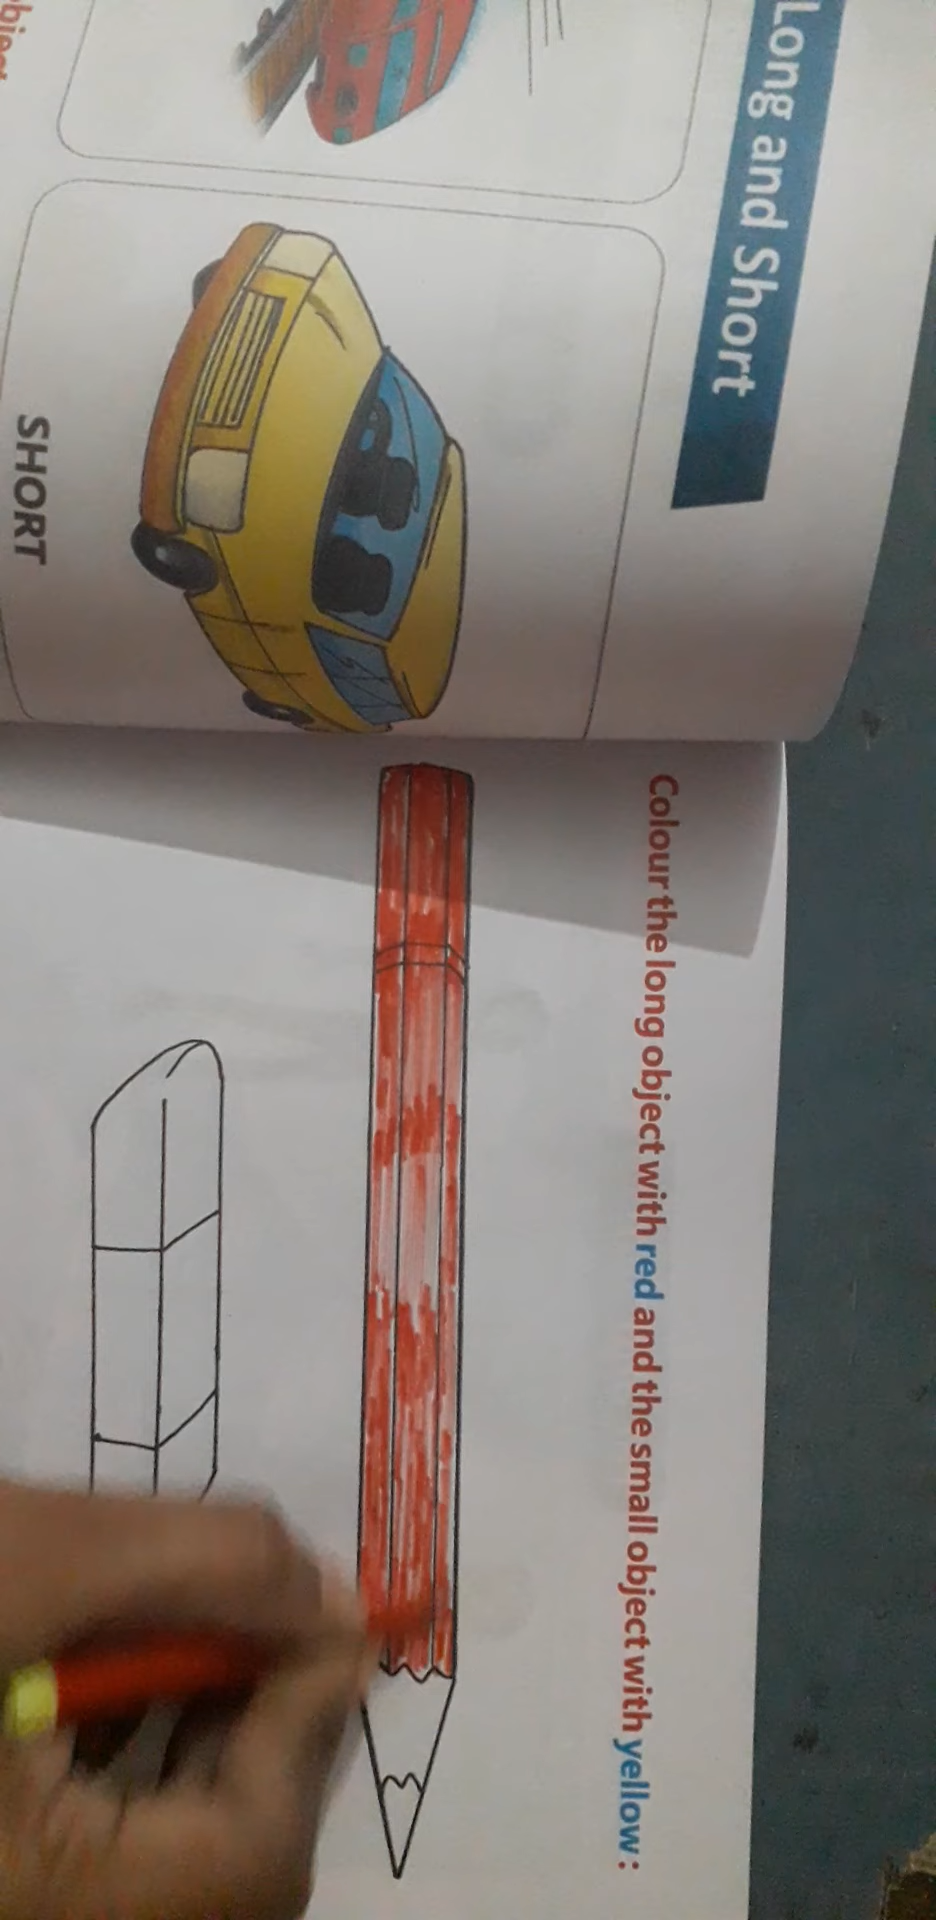 Long and Short
SHORT
Colour the long object with red and the small object with yellow :